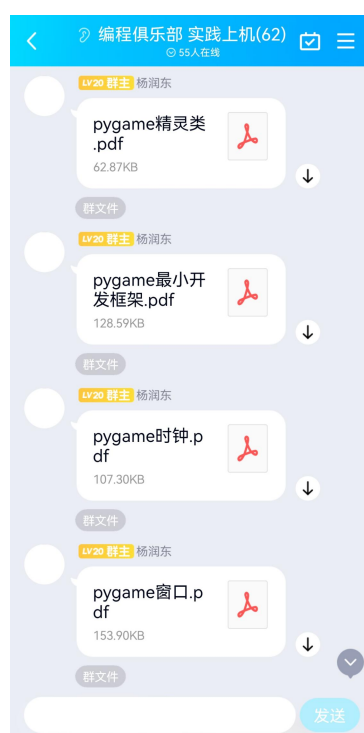 编程俱乐部 实践上机(62)
55人在线
LV20 群主 杨润东
pygame精灵类
.pdf
62.87KB
群文件
LV20 群主 杨润东
pygame最小开
发框架.pdf
128.59KB
群文件
LV20 群主 杨润东
pygame时钟.p
df
107.30KB
群文件
LV20 群主 杨润东
pygame窗口.p
df
153.90KB
群文件
发送